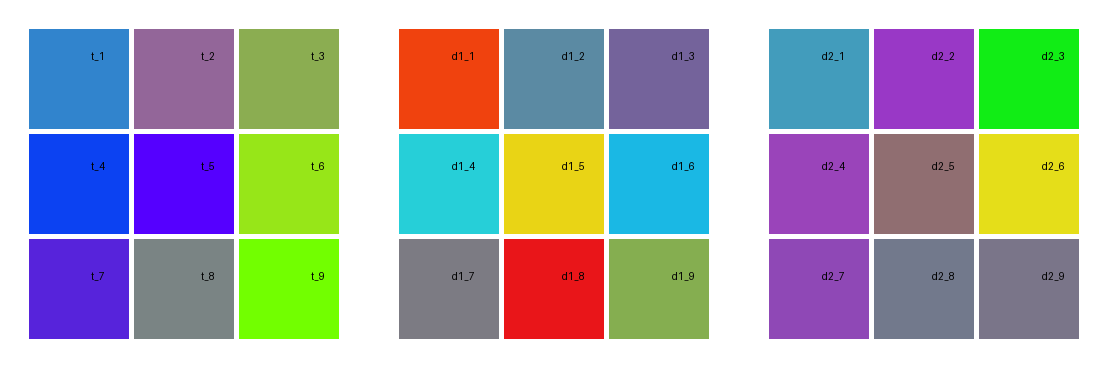 t_1 t_2 t_3 d1_1 d1_2 d1_3 d2_1 d2_2 d2_3
t_4 t_5 t_6 d1_4 d1_5 d1_6 d2_4 d2_5 d2_6
t_7 t_8 t_9 d1_7 d1_8 d1_9 d2_7 d2_8 d2_9